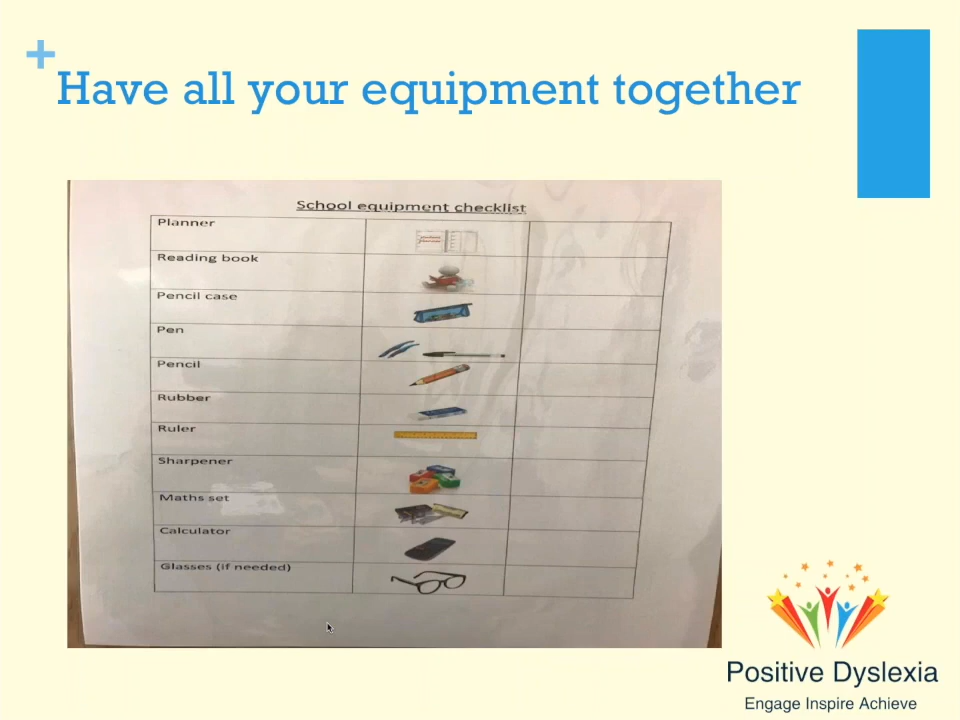 +
Have all your equipment together
School equipment checklist
Planner
Reading book
Pencil case
Pen
Pencil
Rubber
Ruler
Sharpener
Maths set
Calculator
Glasses (if needed)
Positive Dyslexia
Engage Inspire Achieve